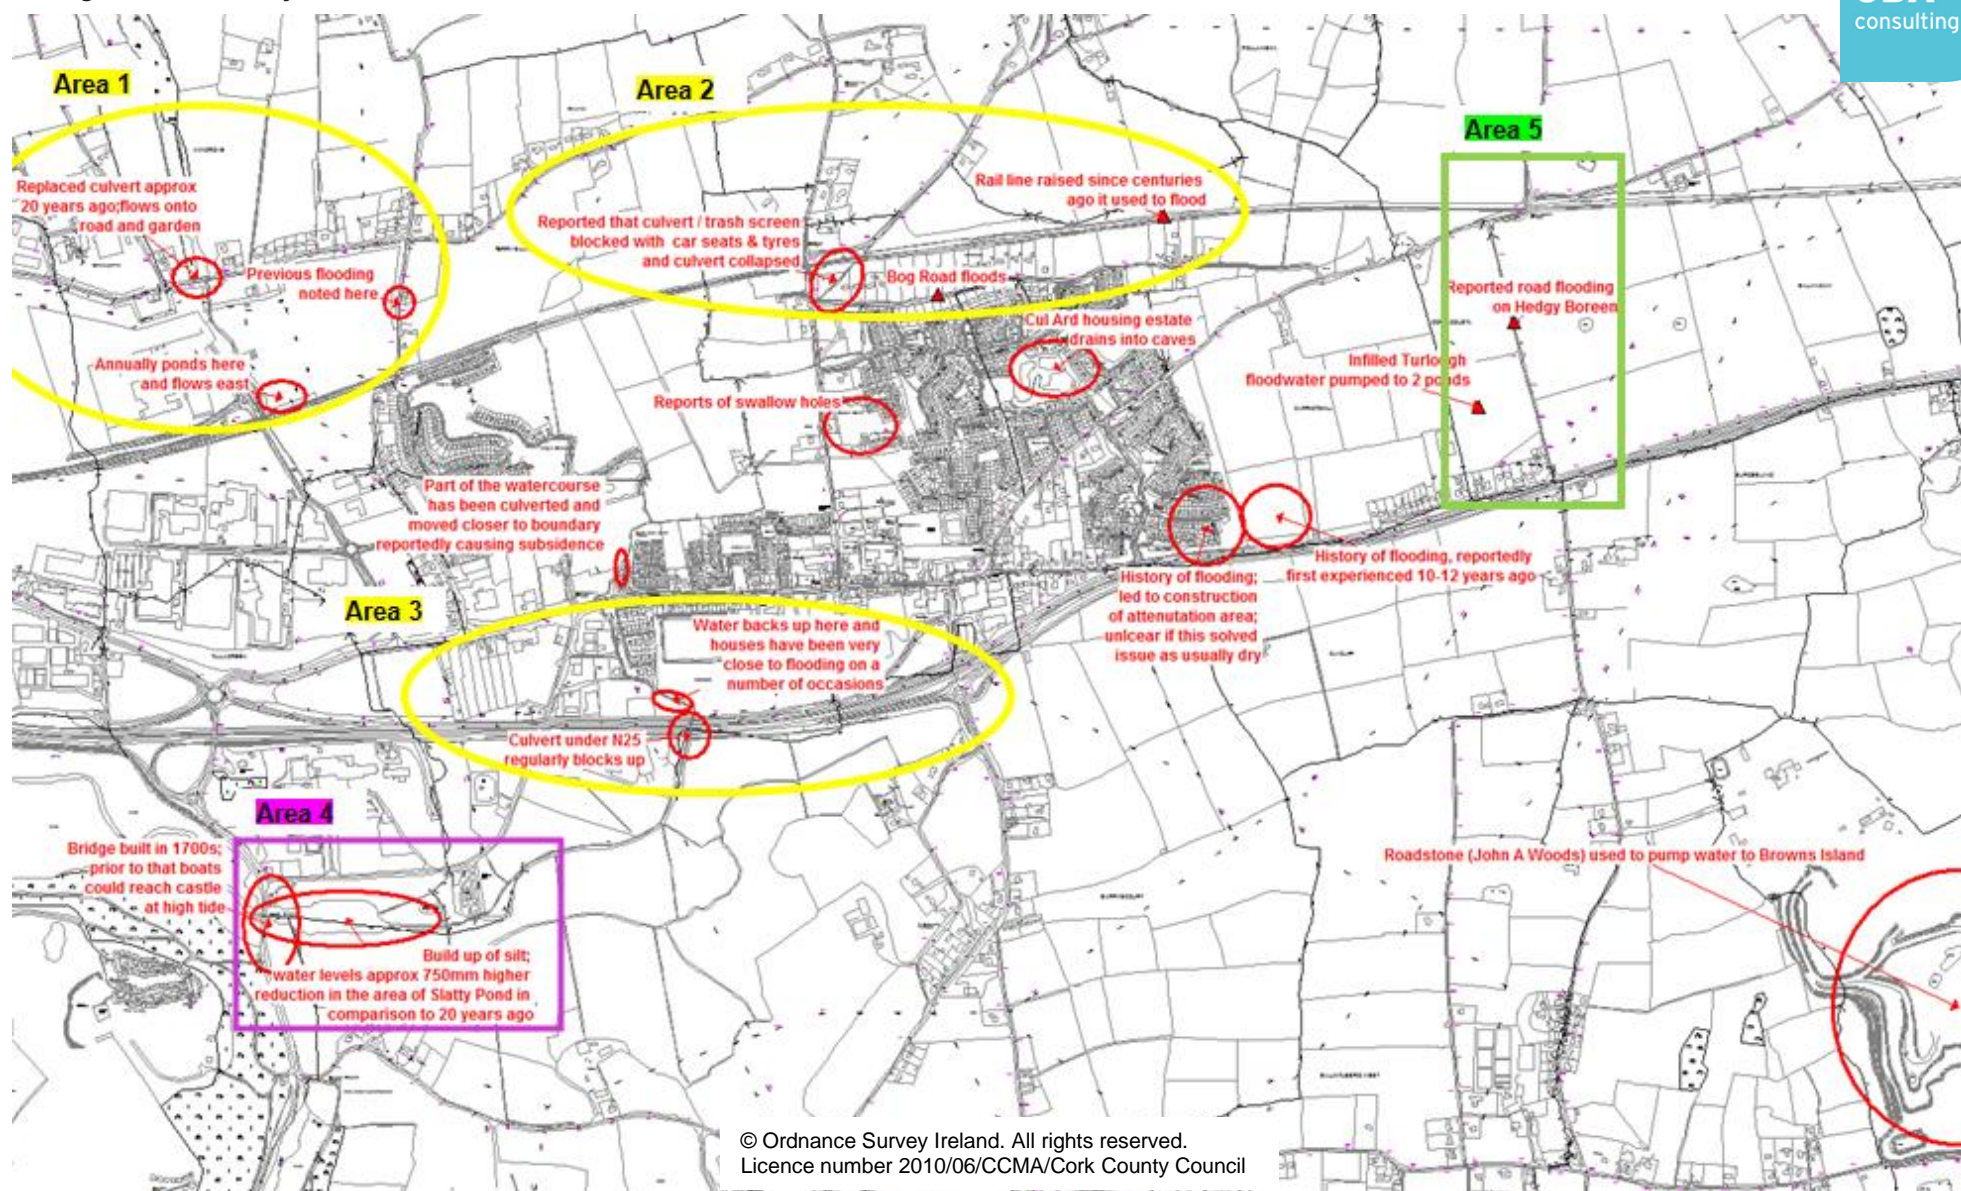 consulting
Area 1
Area 2
Area 5
Replaced culvert approx
20 years ago;flows onto
road and garden
Previous flooding
noted here
Annually ponds here
and flows east
Reported that culvert / trash screen
blocked with car seats & tyres
and culvert collapsed
Rail line raised since centuries
ago it used to flood
Bog Road floods
Cul Ard housing estate
drains into caves
Reports of swallow holes
Reported road flooding
on Hedgy Boreen
Infilled Turlough
floodwater pumped to 2 ponds
Part of the watercourse
has been culverted and
moved closer to boundary
reportedly causing subsidence
History of flooding, reportedly
first experienced 10-12 years ago
History of flooding;
led to construction
of attenutation area;
unlcear if this solved
issue as usually dry
Area 3
Water backs up here and
houses have been very
close to flooding on a
number of occasions
Culvert under N25
regularly blocks up
Area 4
Bridge built in 1700s;
prior to that boats
could reach castle
at high tide
Build up of silt;
water levels approx 750mm higher
reduction in the area of Slatty Pond in
comparison to 20 years ago
Roadstone (John A Woods) used to pump water to Browns Island
© Ordnance Survey Ireland. All rights reserved.
Licence number 2010/06/CCMA/Cork County Council